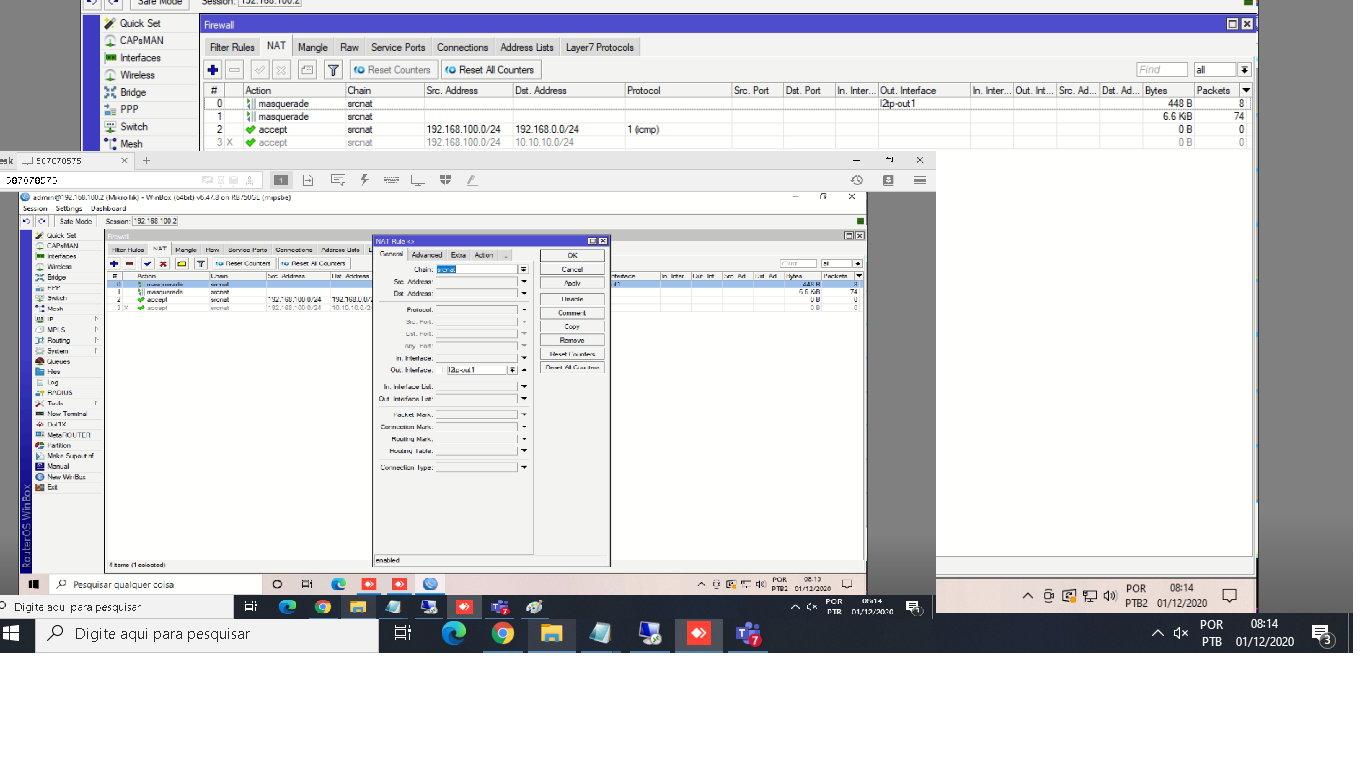 Safe Mode Session: 192.168.100.2
Quick Set
CAPsMAN
Interfaces
Wireless
Bridge
PPP
Switch
Mesh
Firewall
Filter Rules NAT Mangle Raw Service Ports Connections Address Lists Layer7 Protocols
Reset Counters Reset All Counters Find all
# Action Chain Src. Address Dst. Address Protocol Src. Port Dst. Port In. Inter... Out. Interface In. Inter... Out. Int... Src. Ad... Dst. Ad... Bytes Packets
0 masquerade srcnat l2tp-out1 448 B 8
1 masquerade srcnat 6.6 KiB 74
2 accept srcnat 192.168.100.0/24 192.168.0.0/24 1 (icmp) 0 B 0
3 X accept srcnat 192.168.100.0/24 10.10.10.0/24 0 B 0
esk 587078575
587078575
admin@192.168.100.2 (MikroTik) - WinBox (64bit) v6.47.8 on RB750GL (mipsbe)
Session Settings Dashboard
Safe Mode Session: 192.168.100.2
Quick Set
CAPsMAN
Interfaces
Wireless
Bridge
PPP
Switch
Mesh
IP
MPLS
Routing
System
Queues
Files
Log
RADIUS
Tools
New Terminal
Dot1X
MetaROUTER
Partition
Make Supout.rif
Manual
New WinBox
Exit
RouterOS WinBox
Firewall
Filter Rules NAT Mangle Raw Service Ports Connections Address Lists
Reset Counters Reset All Counters Find all
# Action Chain Src. Address Dst. Address
0 masquerade srcnat 448 B 8
1 masquerade srcnat 6.6 KiB 74
2 accept srcnat 192.168.100.0/24 192.168.0.0/2 0 B 0
3 X accept srcnat 192.168.100.0/24 10.10.10.0/2 0 B 0
4 items (1 selected)
NAT Rule <>
General Advanced Extra Action ...
Chain: srcnat
Src. Address:
Dst. Address:
Protocol:
Src. Port:
Dst. Port:
Any. Port:
In. Interface:
Out. Interface: l2tp-out1
In. Interface List:
Out. Interface List:
Packet Mark:
Connection Mark:
Routing Mark:
Routing Table:
Connection Type:
enabled
OK
Cancel
Apply
Disable
Comment
Copy
Remove
Reset Counters
Reset All Counters
Pesquisar qualquer coisa POR PTB2 08:13 01/12/2020
Digite aqui para pesquisar POR PTB 08:14 01/12/2020
POR PTB2 08:14 01/12/2020
Digite aqui para pesquisar 7 POR PTB 08:14 01/12/2020 3